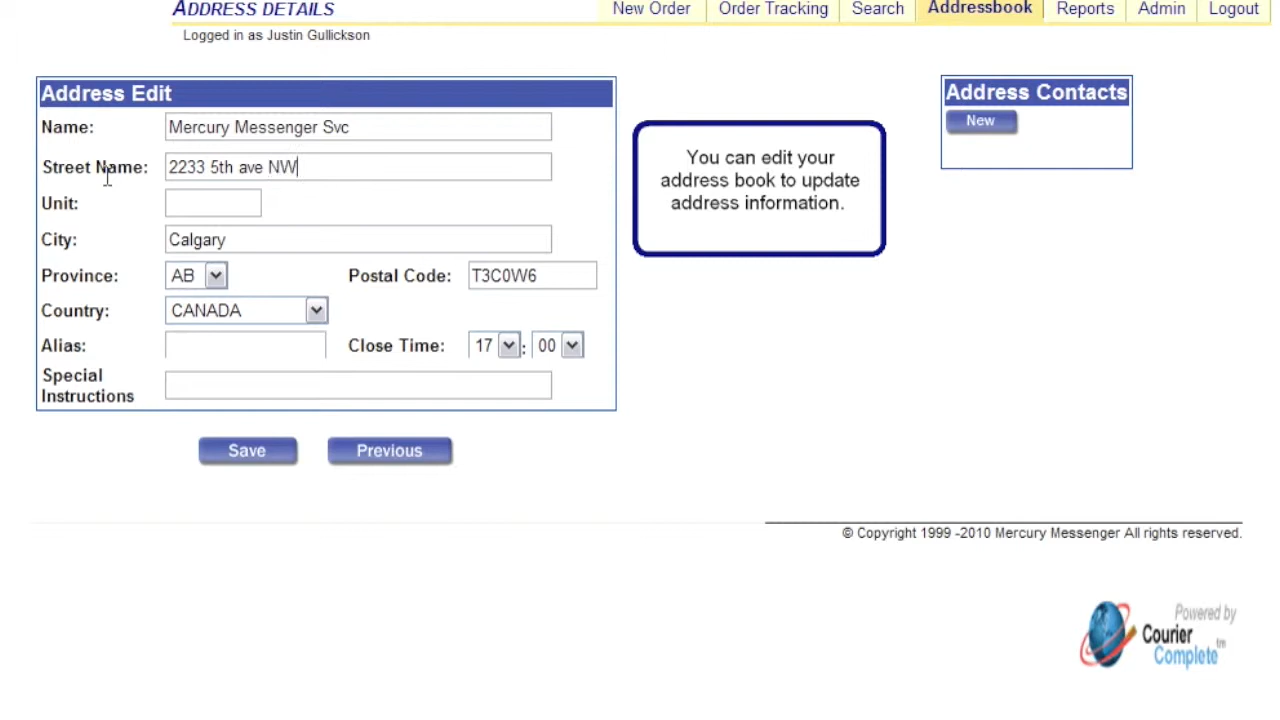 ADDRESS DETAILS
New Order Order Tracking Search Addressbook Reports Admin Logout
Logged in as Justin Gullickson
Address Edit
Name: Mercury Messenger Svc
Street Name: 2233 5th ave NW
Unit:
City: Calgary
Province: AB Postal Code: T3C0W6
Country: CANADA
Alias: Close Time: 17 : 00
Special
Instructions
Save Previous
You can edit your
address book to update
address information.
Address Contacts
New
© Copyright 1999 -2010 Mercury Messenger All rights reserved.
Powered by
Courier
Complete tm